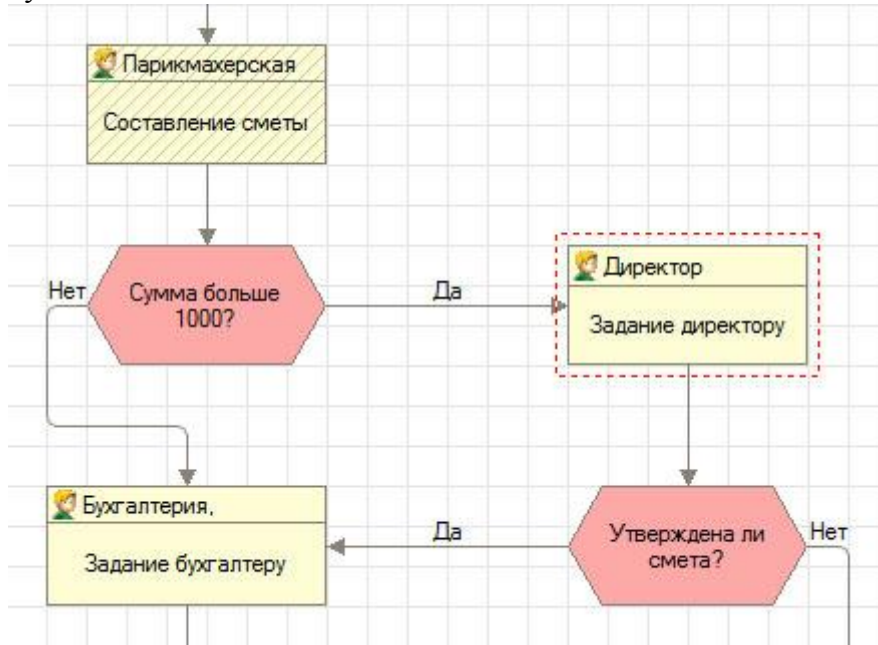 Парикмахерская
Составление сметы
Нет
Сумма больше
1000?
Да
Директор
Задание директору
Бухгалтерия,
Задание бухгалтеру
Да
Утверждена ли
смета?
Нет